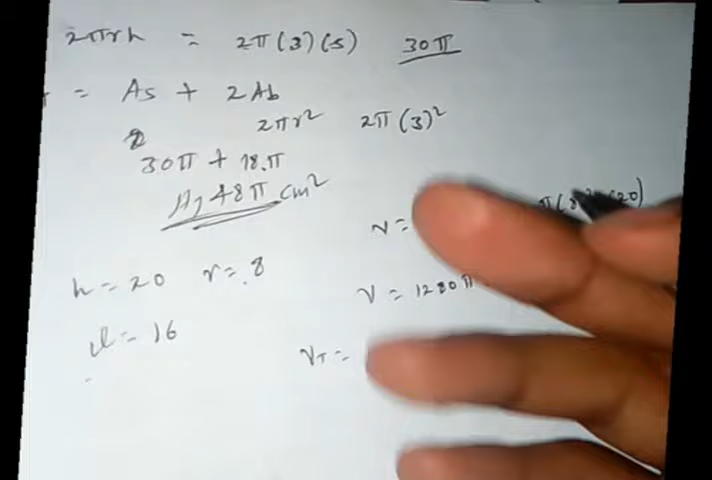 2πrh = 2π(3)(5) 30π
= As + 2Ab
2πr² 2π(3)²
30π + 18π
48π cm²
V =
h = 20 r = 8
V = 1280π
d = 16
V_T =